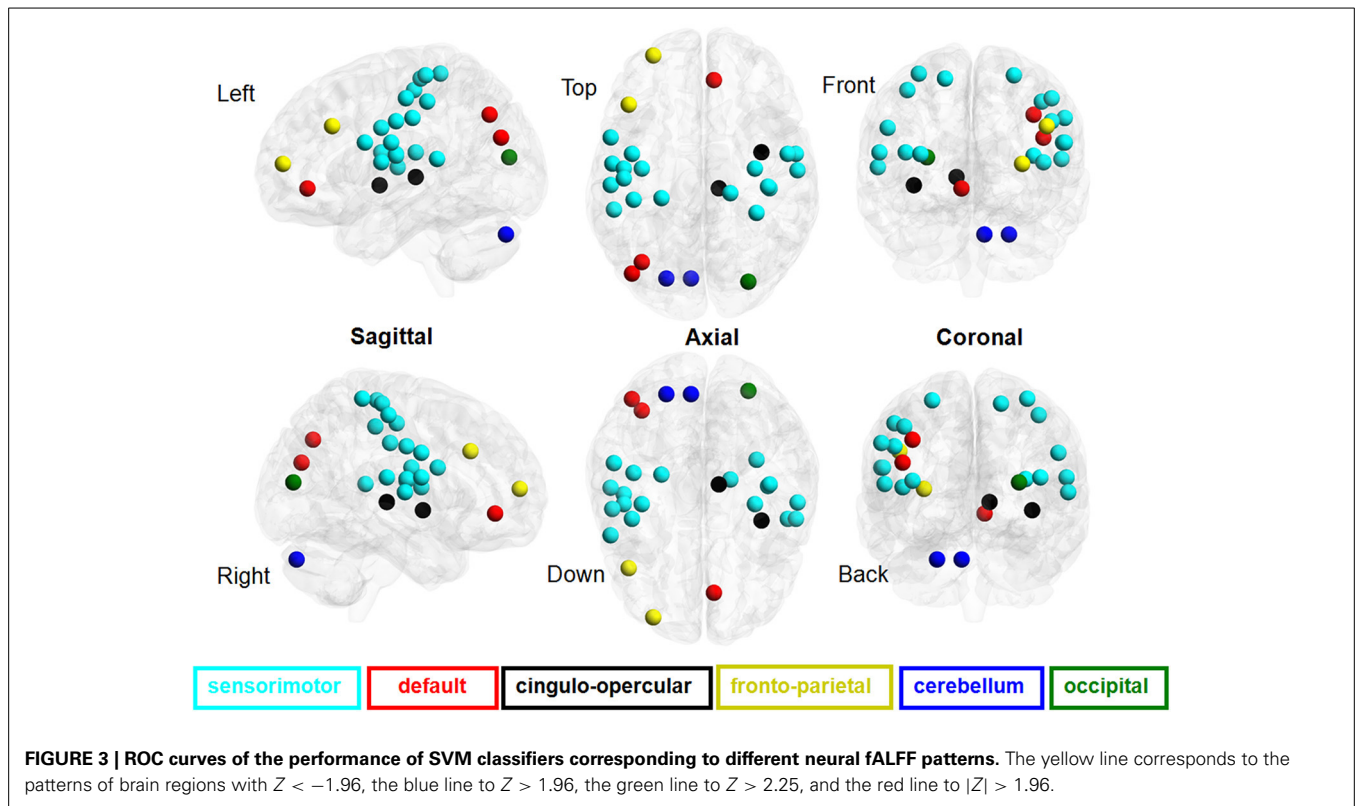 Left
Top
Front
Sagittal
Axial
Coronal
Right
Down
Back
sensorimotor
default
cingulo-opercular
fronto-parietal
cerebellum
occipital
FIGURE 3 | ROC curves of the performance of SVM classifiers corresponding to different neural fALFF patterns. The yellow line corresponds to the
patterns of brain regions with Z < −1.96, the blue line to Z > 1.96, the green line to Z > 2.25, and the red line to |Z| > 1.96.